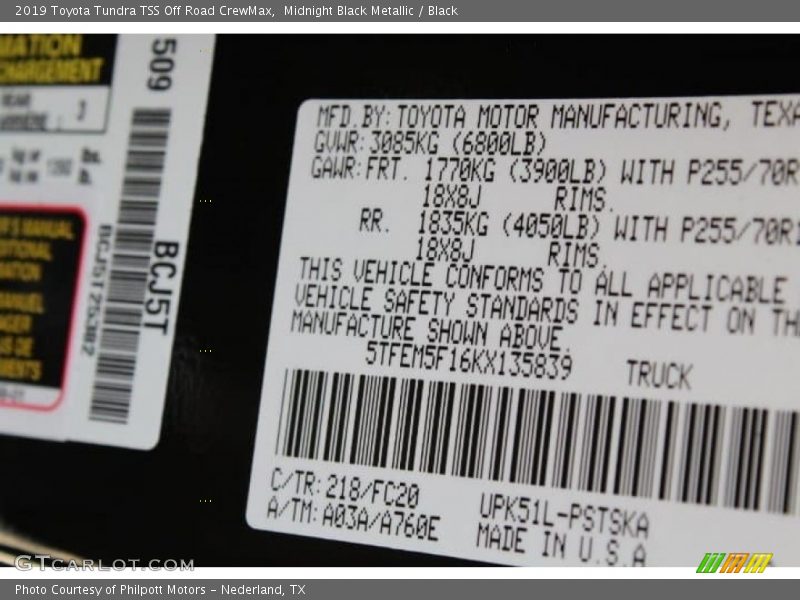 2019 Toyota Tundra TSS Off Road CrewMax,  Midnight Black Metallic / Black
509
BCJ5T
BCJ5T25382
MFD.BY:TOYOTA MOTOR MANUFACTURING, TEXA
GVWR:3085KG (6800LB)
GAWR:FRT. 1770KG (3900LB) WITH P255/70R
18X8J RIMS.
RR. 1835KG (4050LB) WITH P255/70R1
18X8J RIMS.
THIS VEHICLE CONFORMS TO ALL APPLICABLE
VEHICLE SAFETY STANDARDS IN EFFECT ON TH
MANUFACTURE SHOWN ABOVE.
5TFEM5F16KX135839 TRUCK
C/TR:218/FC20 UPK51L-PSTSKA
A/TM:A03A/A760E MADE IN U.S.A
GTCARLOT.COM
Photo Courtesy of Philpott Motors - Nederland, TX